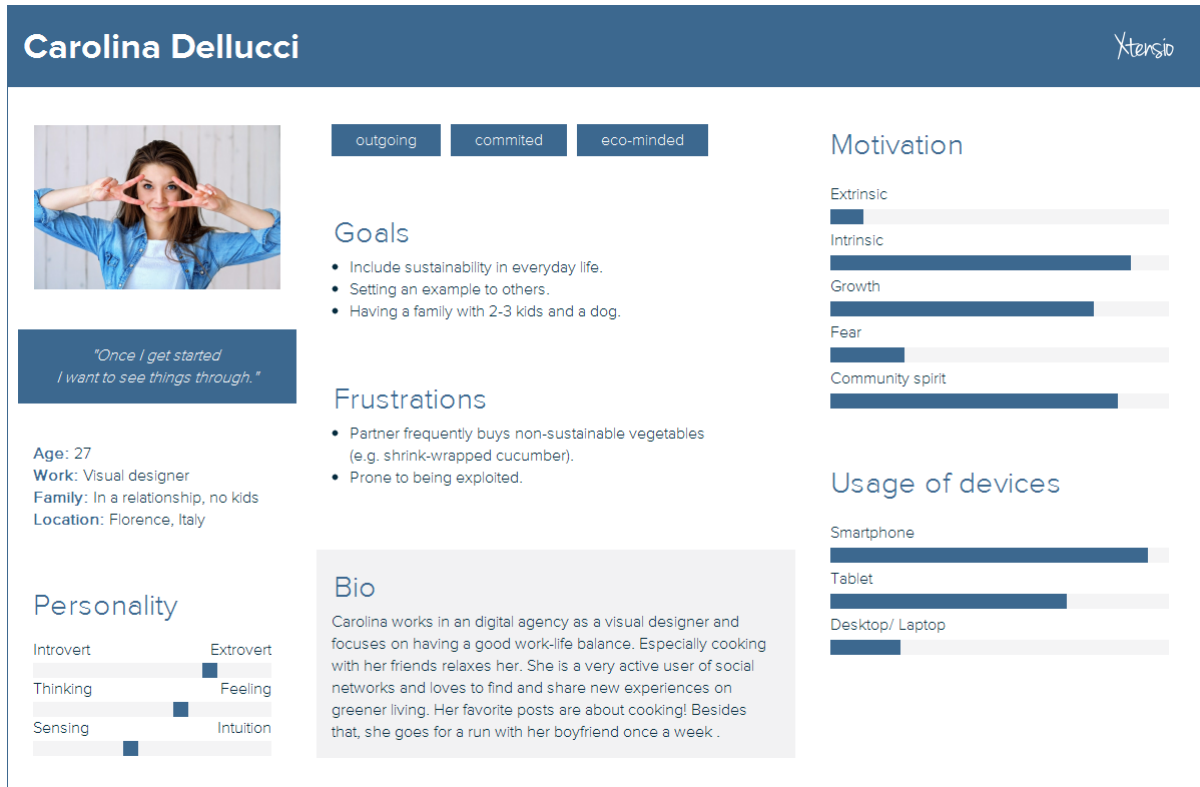 Carolina Dellucci
Xtensio
outgoing
commited
eco-minded
"Once I get started
I want to see things through."
Age: 27
Work: Visual designer
Family: In a relationship, no kids
Location: Florence, Italy
Personality
Introvert Extrovert
Thinking Feeling
Sensing Intuition
Goals
• Include sustainability in everyday life.
• Setting an example to others.
• Having a family with 2-3 kids and a dog.
Frustrations
• Partner frequently buys non-sustainable vegetables
(e.g. shrink-wrapped cucumber).
• Prone to being exploited.
Bio
Carolina works in an digital agency as a visual designer and
focuses on having a good work-life balance. Especially cooking
with her friends relaxes her. She is a very active user of social
networks and loves to find and share new experiences on
greener living. Her favorite posts are about cooking! Besides
that, she goes for a run with her boyfriend once a week .
Motivation
Extrinsic
Intrinsic
Growth
Fear
Community spirit
Usage of devices
Smartphone
Tablet
Desktop/ Laptop